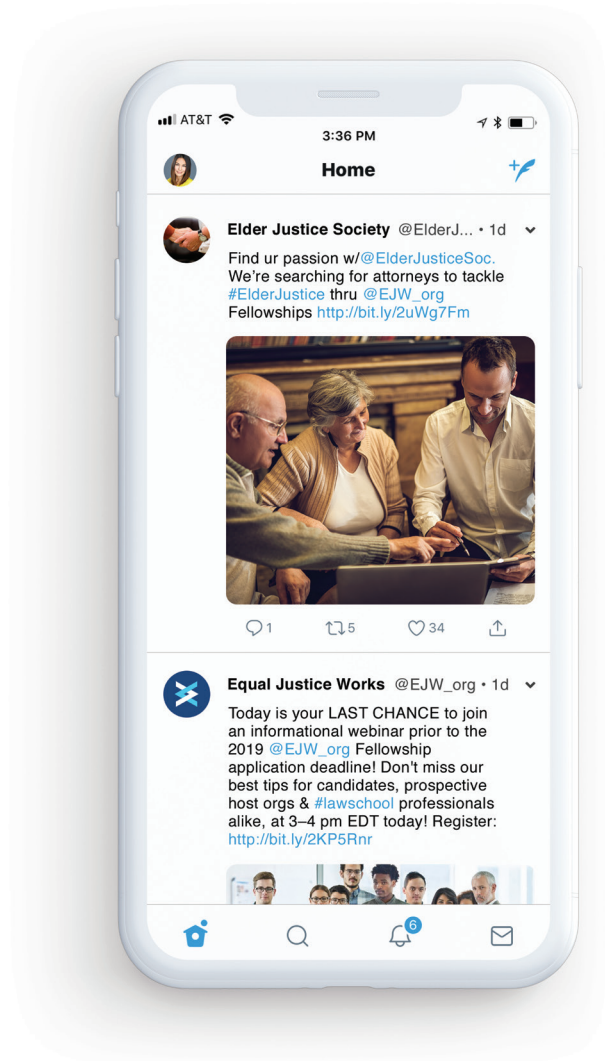 AT&T
3:36 PM
Home
Elder Justice Society @ElderJ... • 1d
Find ur passion w/@ElderJusticeSoc.
We’re searching for attorneys to tackle
#ElderJustice thru @EJW_org
Fellowships http://bit.ly/2uWg7Fm
1 5 34
Equal Justice Works @EJW_org • 1d
Today is your LAST CHANCE to join
an informational webinar prior to the
2019 @EJW_org Fellowship
application deadline! Don't miss our
best tips for candidates, prospective
host orgs & #lawschool professionals
alike, at 3–4 pm EDT today! Register:
http://bit.ly/2KP5Rnr
6